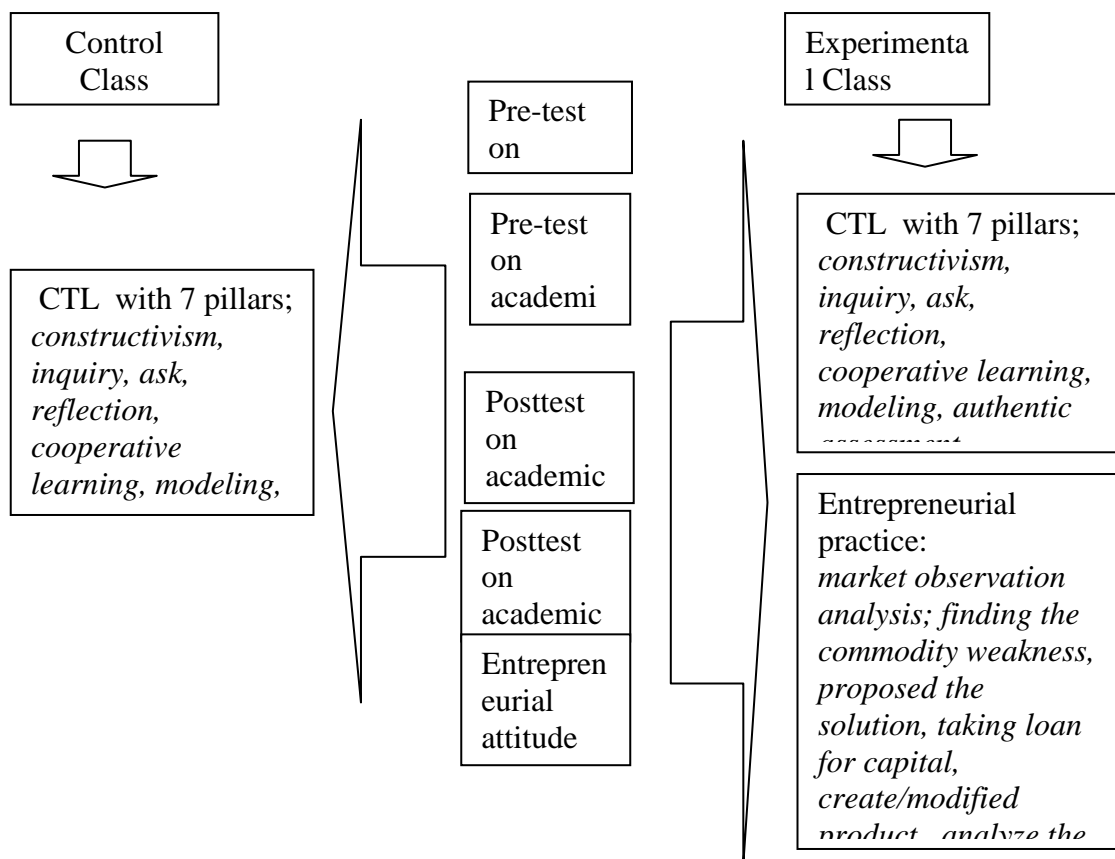 Control
Class
CTL with 7 pillars;
constructivism,
inquiry, ask,
reflection,
cooperative
learning, modeling,
Pre-test
on
Pre-test
on
academi
Posttest
on
academic
Posttest
on
academic
Entrepren
eurial
attitude
Experimenta
l Class
CTL with 7 pillars;
constructivism,
inquiry, ask,
reflection,
cooperative learning,
modeling, authentic
assessment
Entrepreneurial
practice:
market observation
analysis; finding the
commodity weakness,
proposed the
solution, taking loan
for capital,
create/modified
product, analyze the